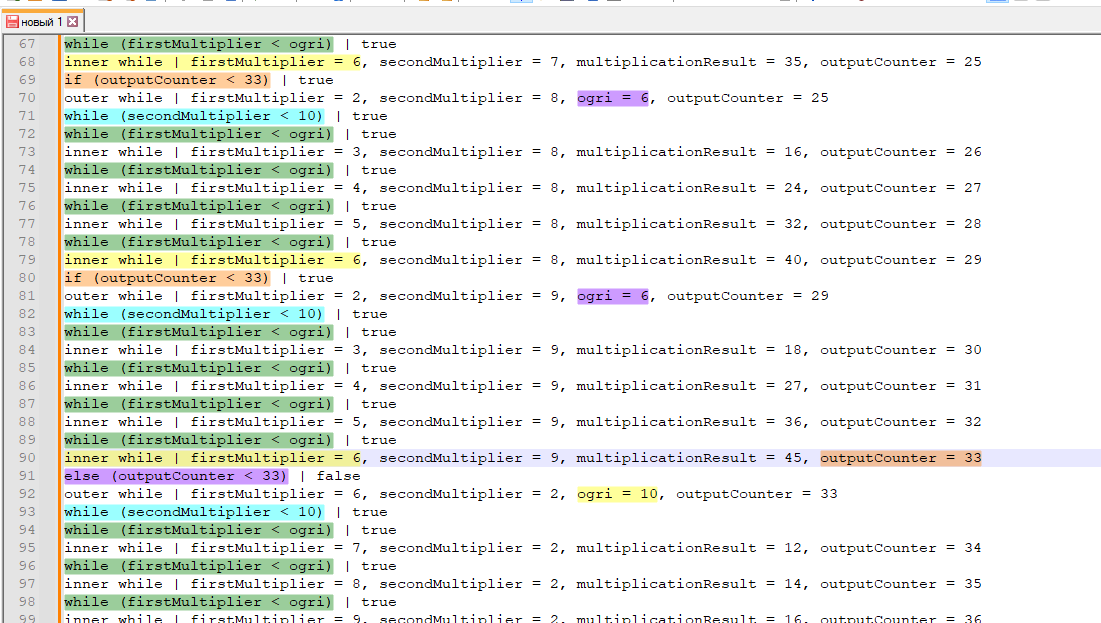 новый 1
67 while (firstMultiplier < ogri) | true
68 inner while | firstMultiplier = 6, secondMultiplier = 7, multiplicationResult = 35, outputCounter = 25
69 if (outputCounter < 33) | true
70 outer while | firstMultiplier = 2, secondMultiplier = 8, ogri = 6, outputCounter = 25
71 while (secondMultiplier < 10) | true
72 while (firstMultiplier < ogri) | true
73 inner while | firstMultiplier = 3, secondMultiplier = 8, multiplicationResult = 16, outputCounter = 26
74 while (firstMultiplier < ogri) | true
75 inner while | firstMultiplier = 4, secondMultiplier = 8, multiplicationResult = 24, outputCounter = 27
76 while (firstMultiplier < ogri) | true
77 inner while | firstMultiplier = 5, secondMultiplier = 8, multiplicationResult = 32, outputCounter = 28
78 while (firstMultiplier < ogri) | true
79 inner while | firstMultiplier = 6, secondMultiplier = 8, multiplicationResult = 40, outputCounter = 29
80 if (outputCounter < 33) | true
81 outer while | firstMultiplier = 2, secondMultiplier = 9, ogri = 6, outputCounter = 29
82 while (secondMultiplier < 10) | true
83 while (firstMultiplier < ogri) | true
84 inner while | firstMultiplier = 3, secondMultiplier = 9, multiplicationResult = 18, outputCounter = 30
85 while (firstMultiplier < ogri) | true
86 inner while | firstMultiplier = 4, secondMultiplier = 9, multiplicationResult = 27, outputCounter = 31
87 while (firstMultiplier < ogri) | true
88 inner while | firstMultiplier = 5, secondMultiplier = 9, multiplicationResult = 36, outputCounter = 32
89 while (firstMultiplier < ogri) | true
90 inner while | firstMultiplier = 6, secondMultiplier = 9, multiplicationResult = 45, outputCounter = 33
91 else (outputCounter < 33) | false
92 outer while | firstMultiplier = 6, secondMultiplier = 2, ogri = 10, outputCounter = 33
93 while (secondMultiplier < 10) | true
94 while (firstMultiplier < ogri) | true
95 inner while | firstMultiplier = 7, secondMultiplier = 2, multiplicationResult = 12, outputCounter = 34
96 while (firstMultiplier < ogri) | true
97 inner while | firstMultiplier = 8, secondMultiplier = 2, multiplicationResult = 14, outputCounter = 35
98 while (firstMultiplier < ogri) | true
99 inner while | firstMultiplier = 9, secondMultiplier = 2, multiplicationResult = 16, outputCounter = 36